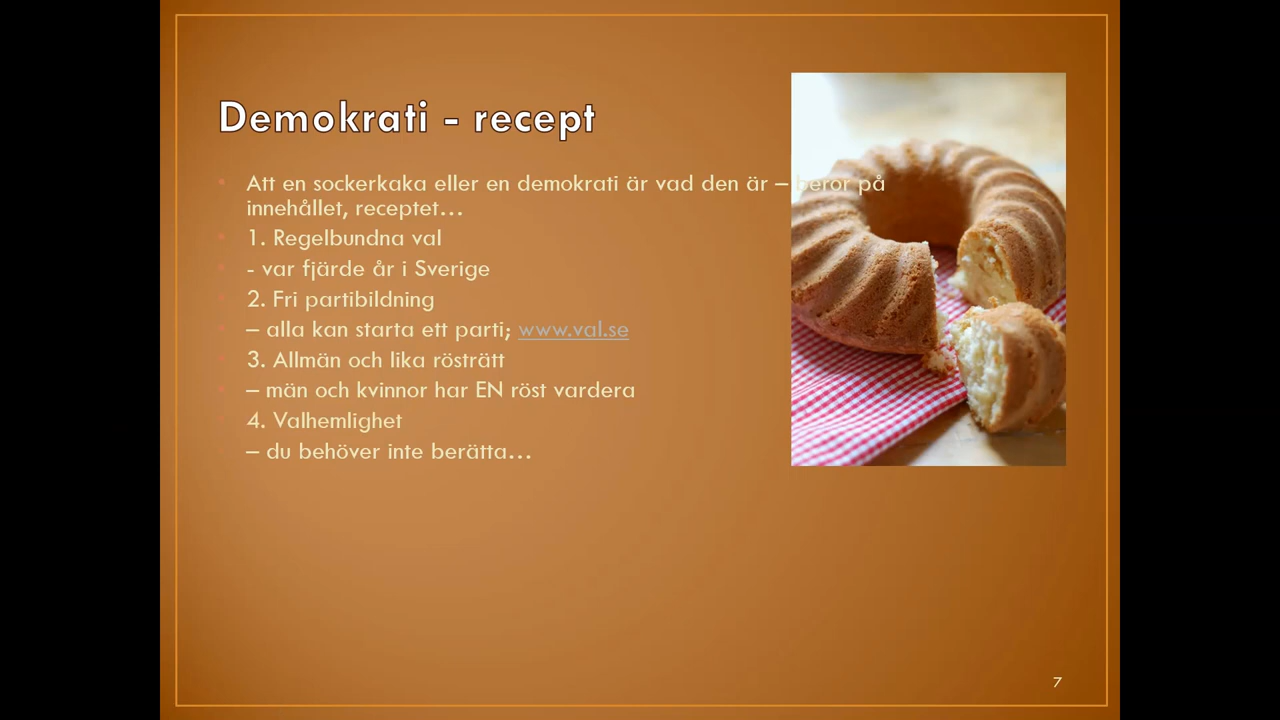 Demokrati - recept
• Att en sockerkaka eller en demokrati är vad den är – beror på
innehållet, receptet…
• 1. Regelbundna val
• - var fjärde år i Sverige
• 2. Fri partibildning
• – alla kan starta ett parti; www.val.se
• 3. Allmän och lika rösträtt
• – män och kvinnor har EN röst vardera
• 4. Valhemlighet
– du behöver inte berätta…
7